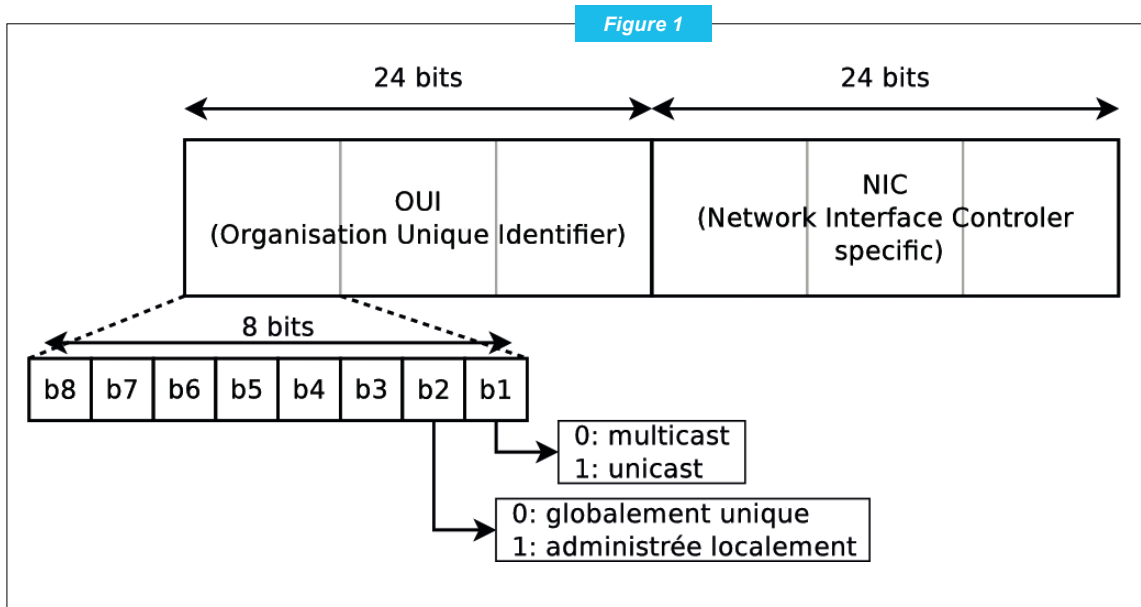 Figure 1
24 bits
24 bits
OUI
(Organisation Unique Identifier)
NIC
(Network Interface Controler
specific)
8 bits
b8 b7 b6 b5 b4 b3 b2 b1
0: multicast
1: unicast
0: globalement unique
1: administrée localement